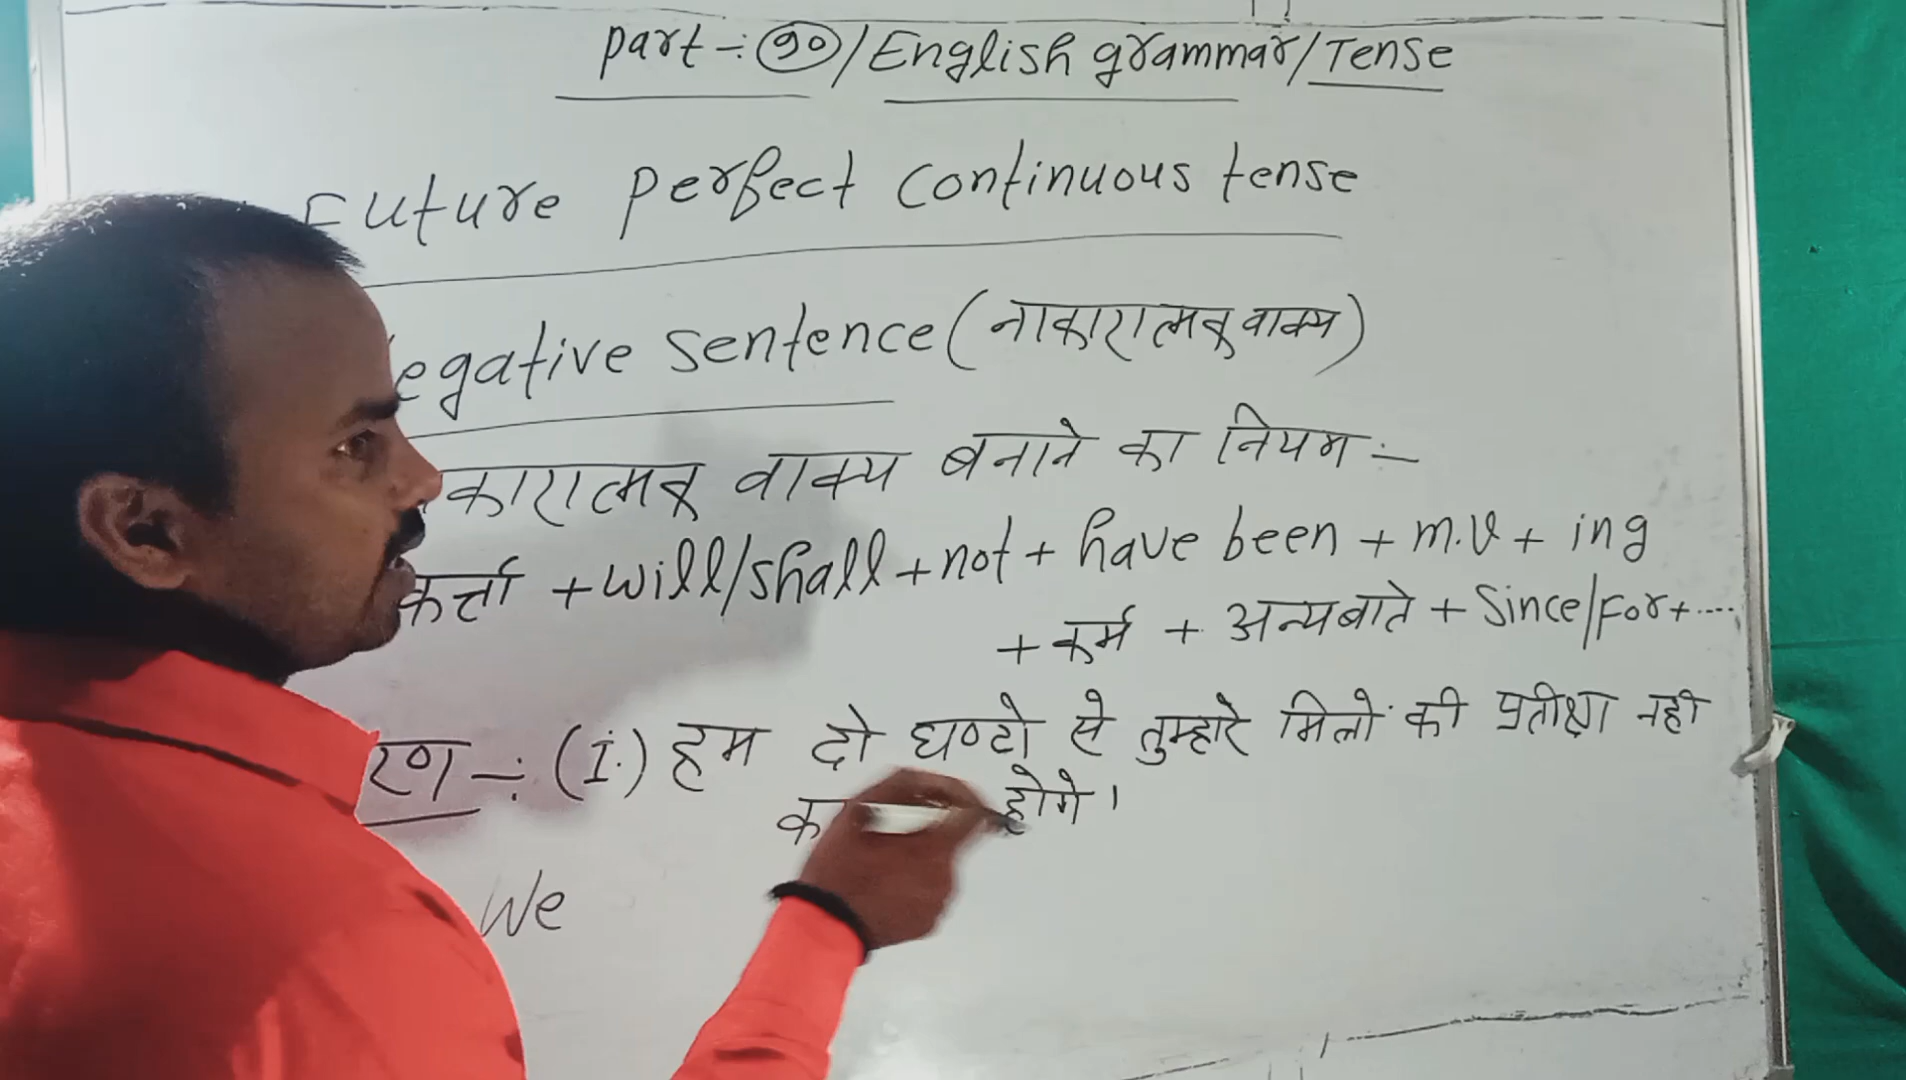 Part -: 90 / English grammar / Tense
Future perfect continuous tense
egative sentence (नाकारात्मक वाक्य)
कारात्मक वाक्य बनाने का नियम :-
कर्त्ता + will/shall + not + have been + m.v + ing
+ कर्म + अन्यबाते + Since/For + ....
रण -: (I.) हम दो घण्टो से तुम्हारे मित्रों की प्रतीक्षा नही
होगे।
We